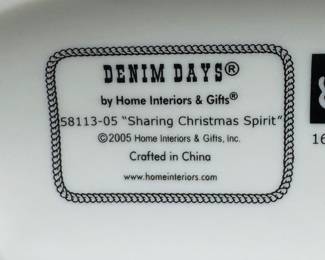 DENIM DAYS®
by Home Interiors & Gifts®
58113-05 "Sharing Christmas Spirit"
©2005 Home Interiors & Gifts, Inc.
Crafted in China
www.homeinteriors.com
16